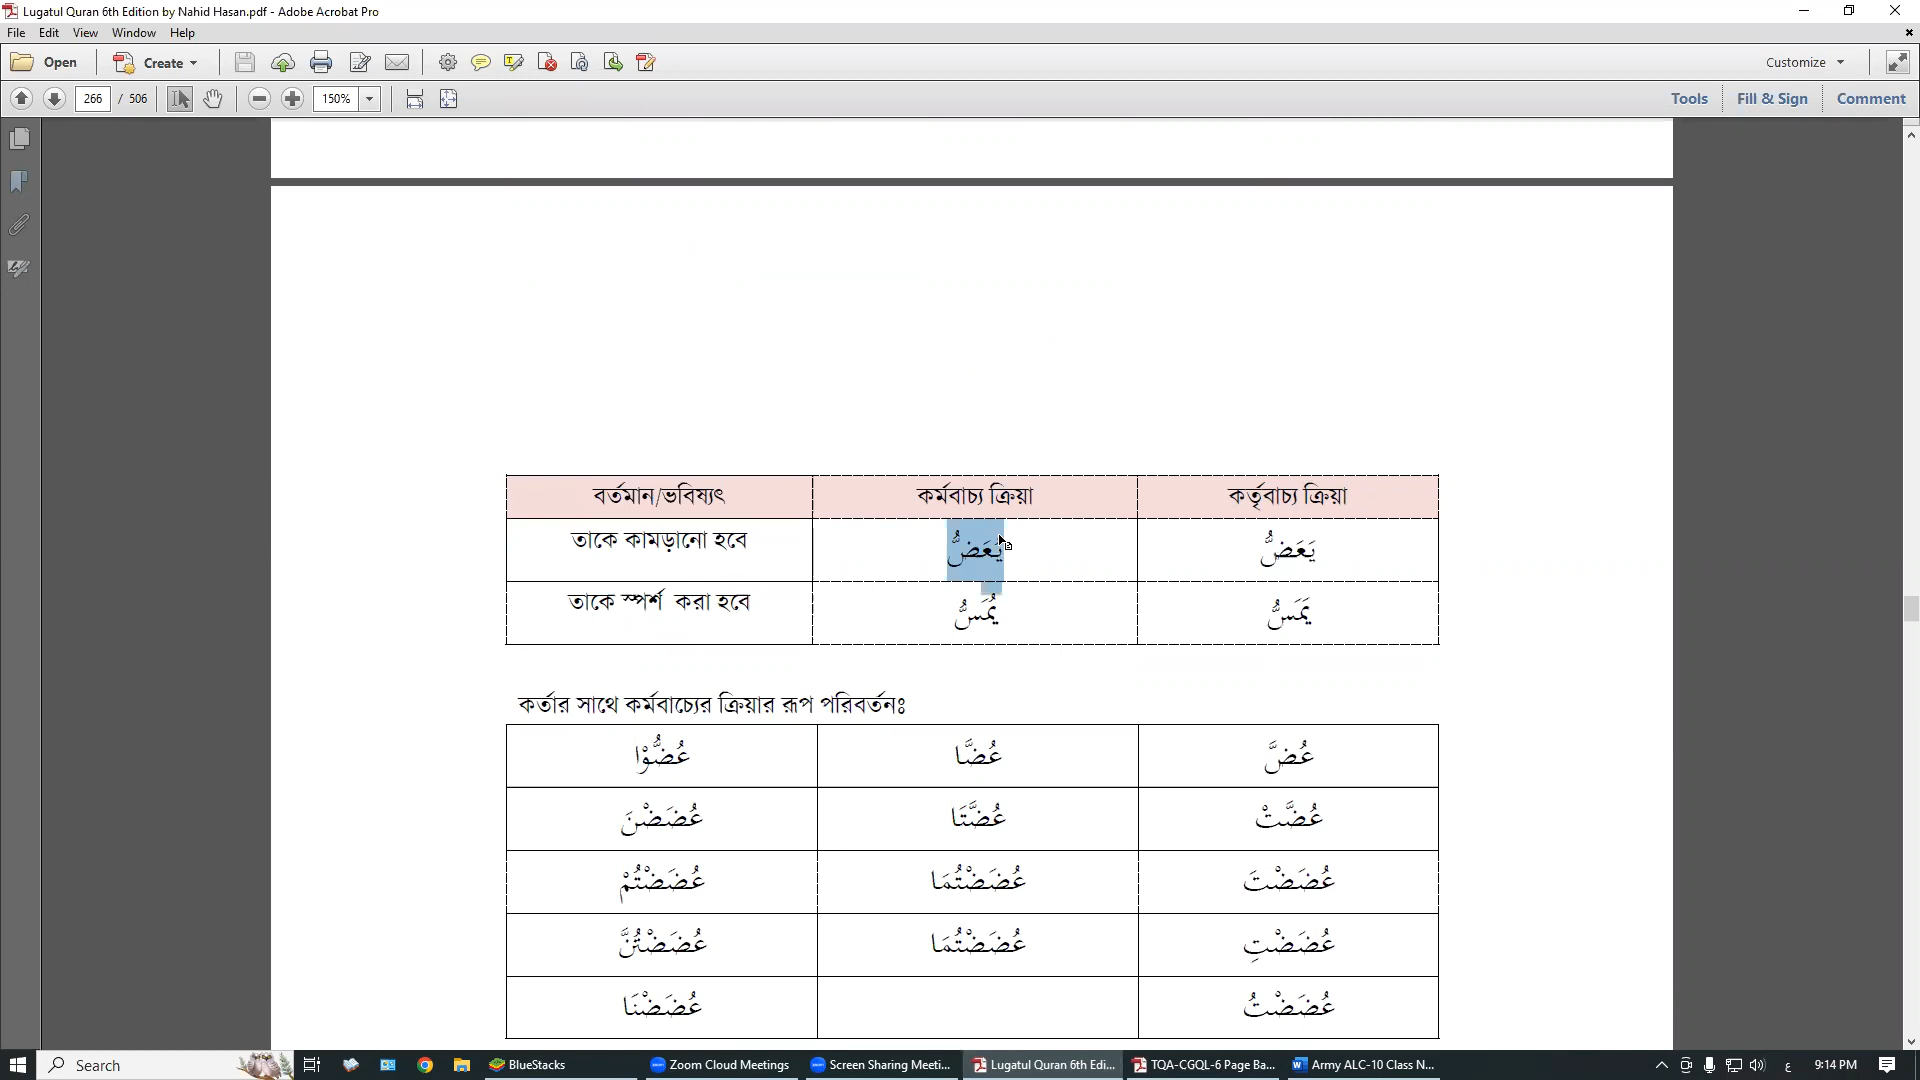 Lugatul Quran 6th Edition by Nahid Hasan.pdf - Adobe Acrobat Pro
File Edit View Window Help
Open Create Customize
266 / 506 150% Tools Fill & Sign Comment
বর্তমান/ভবিষ্যৎ কর্মবাচ্য ক্রিয়া কর্তৃবাচ্য ক্রিয়া
তাকে কামড়ানো হবে يَعَضُّ يَعَضُّ
তাকে স্পর্শ করা হবে يُمَسُّ يَمَسُّ
কর্তার সাথে কর্মবাচ্যের ক্রিয়ার রূপ পরিবর্তনঃ
عُضُّوْا عُضَّا عُضَّ
عُضَضْنَ عُضَّتَا عُضَّتْ
عُضَضْتُمْ عُضَضْتُمَا عُضَضْتَ
عُضَضْتُنَّ عُضَضْتُمَا عُضَضْتِ
عُضَضْنَا عُضَضْتُ
Search BlueStacks Zoom Cloud Meetings Screen Sharing Meeti... Lugatul Quran 6th Edi... TQA-CGQL-6 Page Ba... Army ALC-10 Class N... ع 9:14 PM